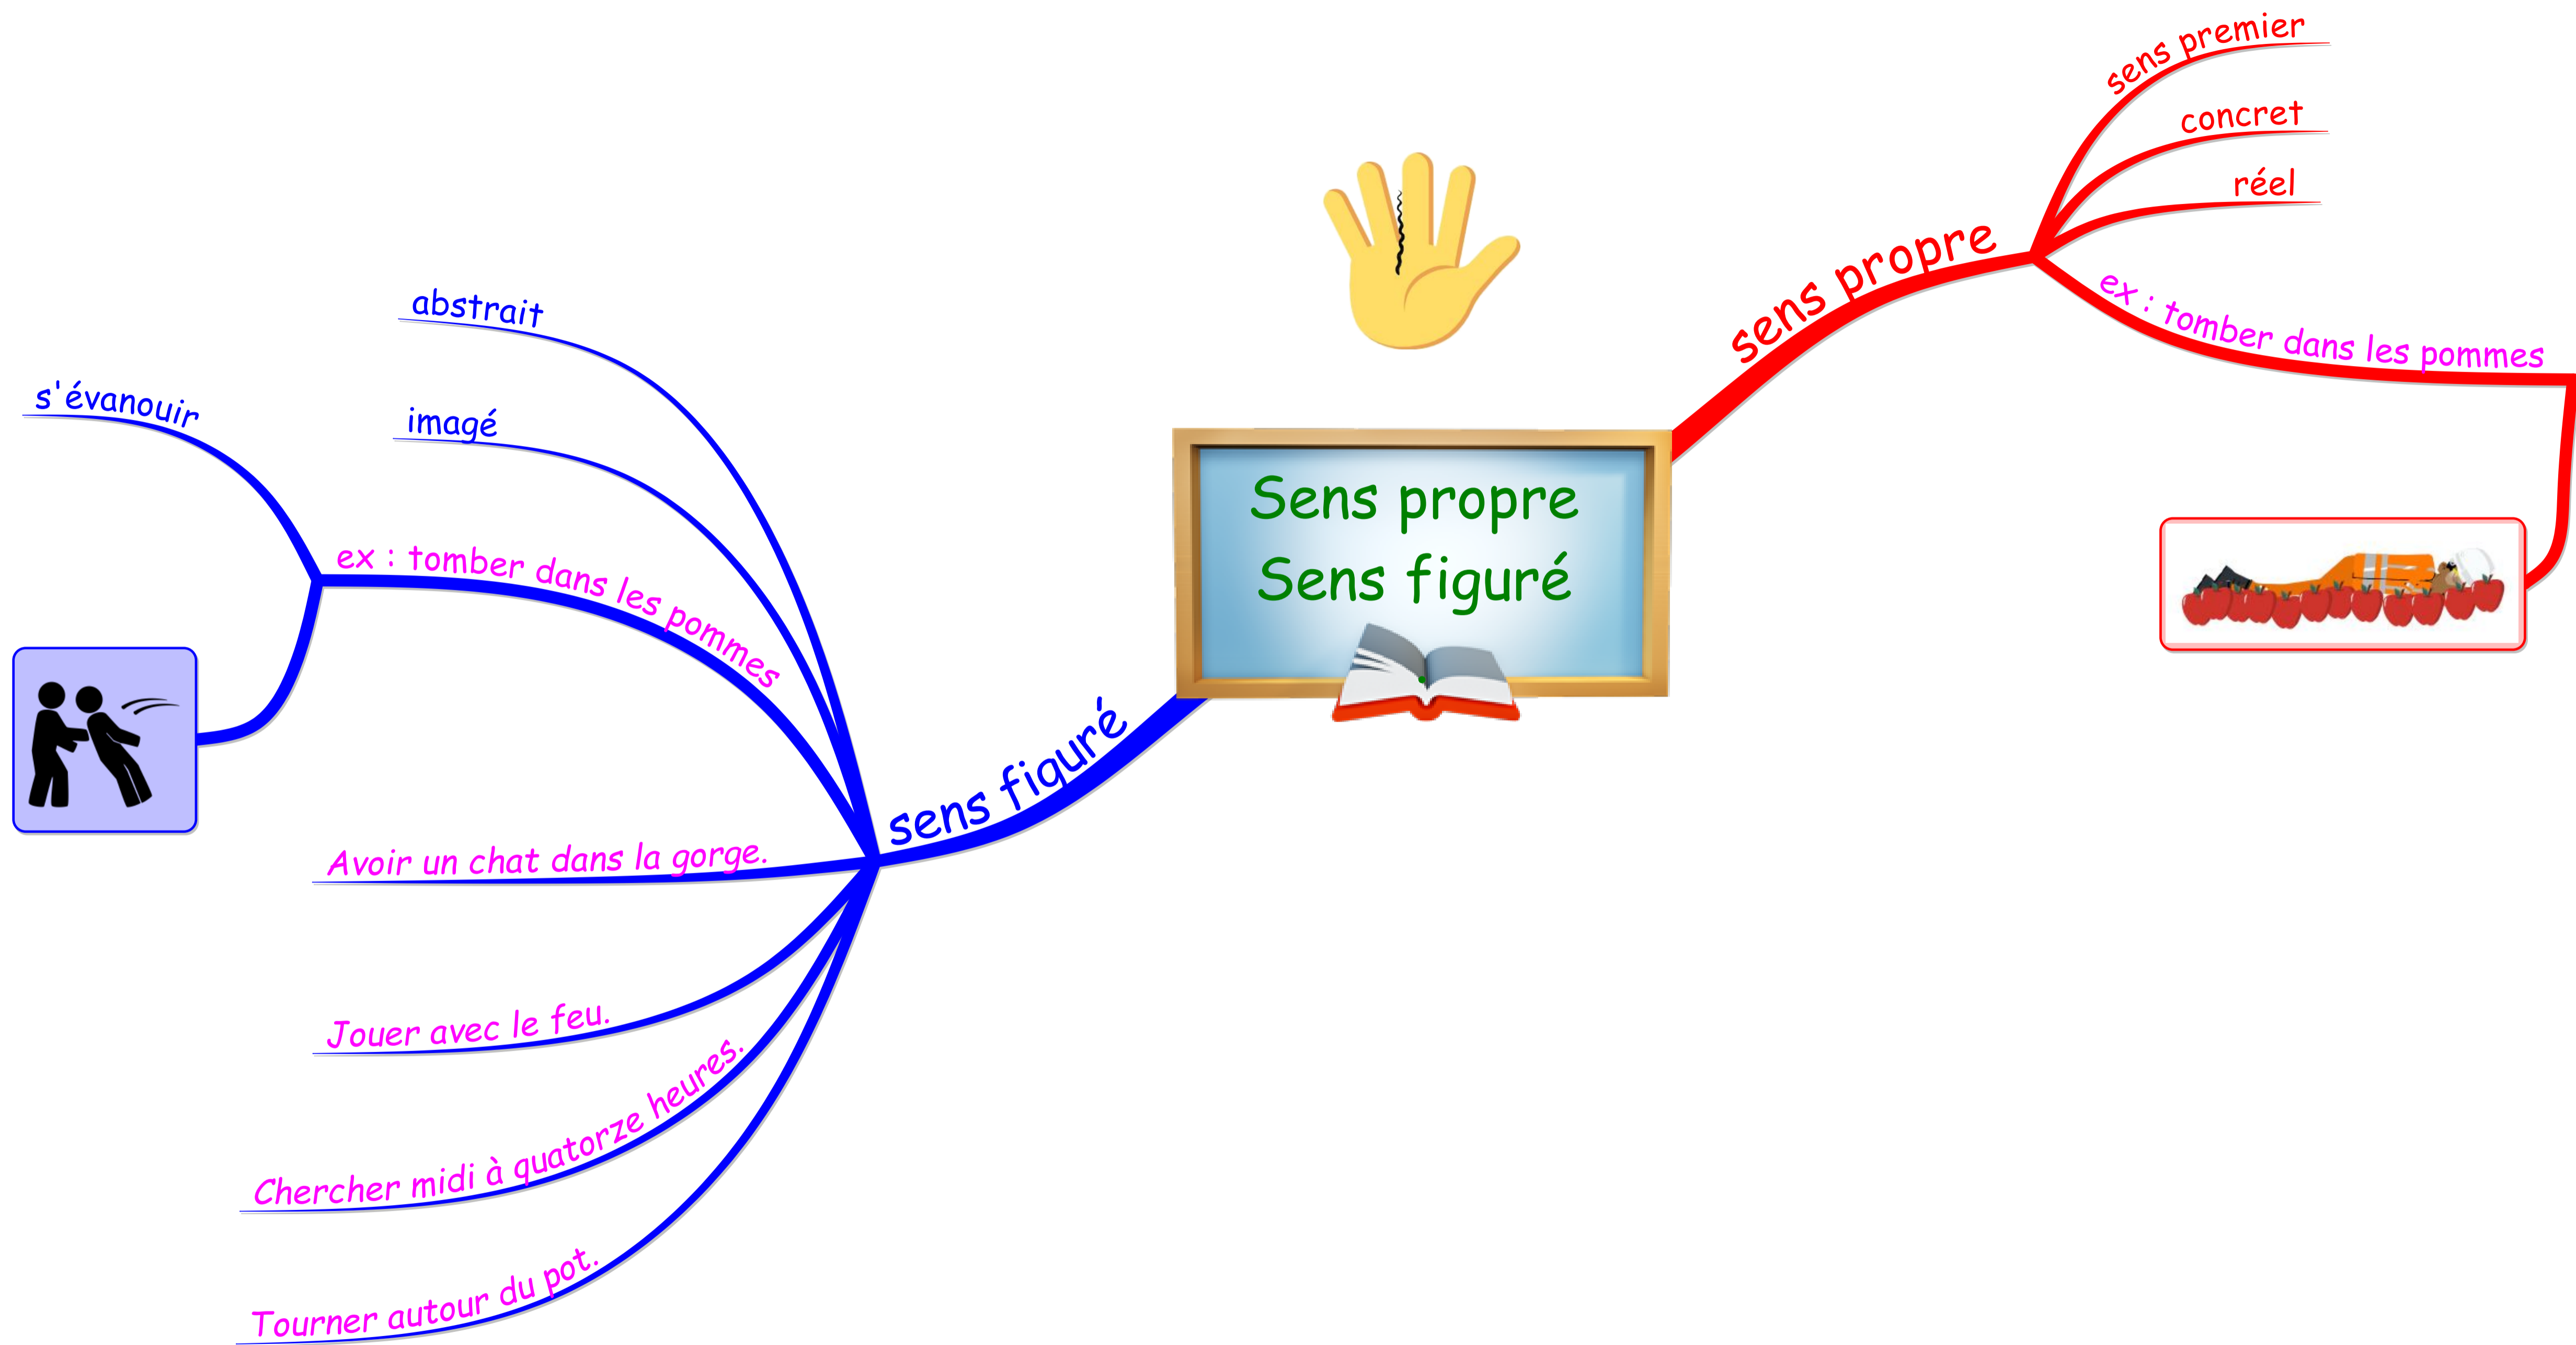 Sens propre
Sens figuré
sens propre
sens premier
concret
réel
ex : tomber dans les pommes
sens figuré
abstrait
imagé
ex : tomber dans les pommes
s'évanouir
Avoir un chat dans la gorge.
Jouer avec le feu.
Chercher midi à quatorze heures.
Tourner autour du pot.